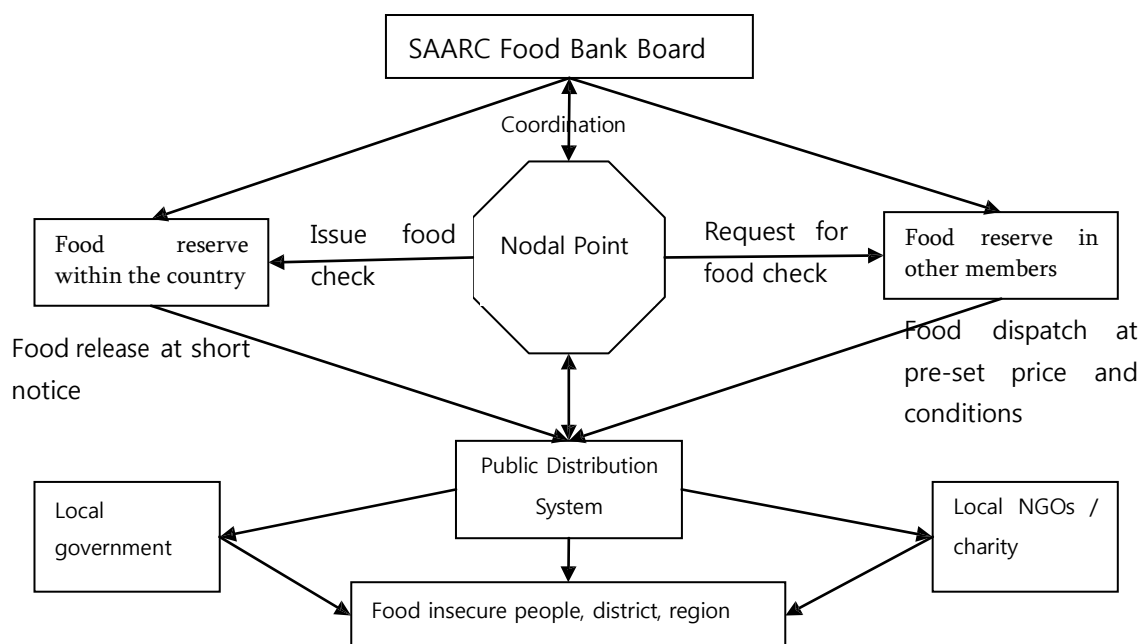 SAARC Food Bank Board
Coordination
Food reserve
within the country
Issue food
check
Nodal Point
Request for
food check
Food reserve in
other members
Food release at short
notice
Food dispatch at
pre-set price and
conditions
Public Distribution
System
Local
government
Local NGOs /
charity
Food insecure people, district, region